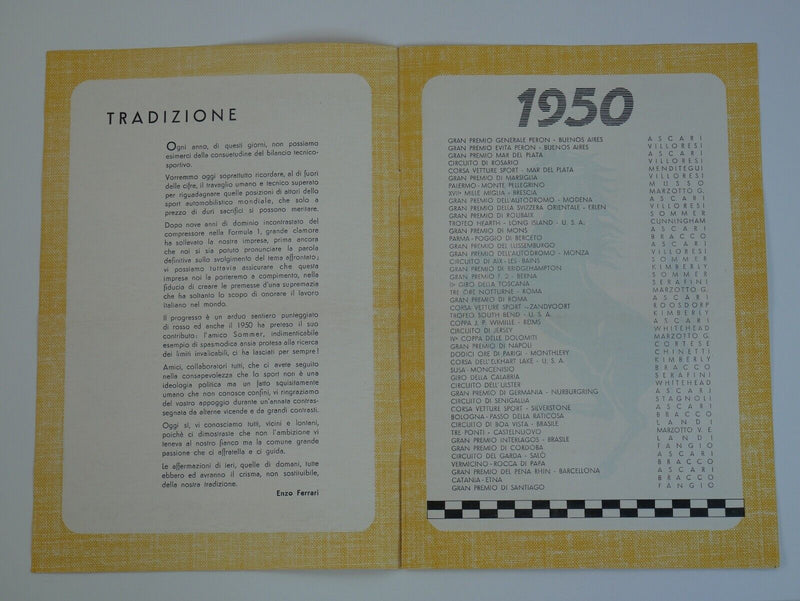 TRADIZIONE
Ogni anno, di questi giorni, non possiamo
esimerci dalla consuetudine del bilancio tecnico-
sportivo.
Vorremmo oggi soprattutto ricordare, al di fuori
delle cifre, il travaglio umano e tecnico superato
per riguadagnare quelle posizioni di attori dello
sport automobilistico mondiale, che solo a
prezzo di duri sacrifici si possono meritare.
Dopo nove anni di dominio incontrastato del
compressore nella Formula 1, grande clamore
ha sollevato la nostra impresa, prima ancora
che noi si sia potuto pronunciare la parola
definitiva sullo svolgimento del tema affrontato;
vi possiamo tuttavia assicurare che questa
impresa noi la porteremo a compimento, nella
fiducia di creare le premesse d'una supremazia
che ha soltanto lo scopo di onorare il lavoro
italiano nel mondo.
Il progresso è un arduo sentiero punteggiato
di rosso ed anche il 1950 ha preteso il suo
contributo: l'amico Sommer, indimenticabile
esempio di spasmodica ansia protesa alla ricerca
dei limiti invalicabili, ci ha lasciati per sempre!
Amici, collaboratori tutti, che ci avete seguito
nella consapevolezza che lo sport non è una
ideologia politica ma un fatto squisitamente
umano che non conosce confini, vi ringraziamo
del vostro appoggio durante un'annata contras-
segnata da alterne vicende e da grandi contrasti.
Oggi sì, vi conosciamo tutti, vicini e lontani,
poichè ci dimostraste che non l'ambizione vi
teneva al nostro fianco ma la comune grande
passione che ci affratella e ci guida.
Le affermazioni di ieri, quelle di domani, tutte
ebbero ed avranno il crisma, non sostituibile,
della nostra tradizione.
Enzo Ferrari
1950
GRAN PREMIO GENERALE PERON - BUENOS AIRES ASCARI
GRAN PREMIO EVITA PERON - BUENOS AIRES VILLORESI
GRAN PREMIO MAR DEL PLATA ASCARI
CIRCUITO DI ROSARIO VILLORESI
CORSA VETTURE SPORT - MAR DEL PLATA MENDITEGUI
GRAN PREMIO DI MARSIGLIA VILLORESI
PALERMO - MONTE PELLEGRINO MUSSO
XVIIª MILLE MIGLIA - BRESCIA MARZOTTO G.
GRAN PREMIO DELL'AUTODROMO - MODENA ASCARI
GRAN PREMIO DELLA SVIZZERA ORIENTALE - ERLEN VILLORESI
GRAN PREMIO DI ROUBAIX SOMMER
TROFEO HEARTH - LONG ISLAND - U. S. A. CUNNINGHAM
GRAN PREMIO DI MONS ASCARI
PARMA - POGGIO DI BERCETO BRACCO
GRAN PREMIO DEL LUSSEMBURGO ASCARI
GRAN PREMIO DELL'AUTODROMO - MONZA VILLORESI
CIRCUITO DI AIX - LES - BAINS SOMMER
GRAN PREMIO DI BRIDGEHAMPTON KIMBERLY
GRAN PREMIO F. 2 - BERNA SOMMER
IIº GIRO DELLA TOSCANA SERAFINI
TRE ORE NOTTURNE - ROMA MARZOTTO G.
GRAN PREMIO DI ROMA ASCARI
CORSA VETTURE SPORT - ZANDVOORT ROOSDORP
TROFEO SOUTH BEND - U. S. A. KIMBERLY
COPPA J. P. WIMILLE - REIMS ASCARI
CIRCUITO DI JERSEY WHITEHEAD
IVª COPPA DELLE DOLOMITI MARZOTTO G.
GRAN PREMIO DI NAPOLI CORTESE
DODICI ORE DI PARIGI - MONTHLERY CHINETTI
CORSA DELL'ELKHART LAKE - U. S. A. KIMBERLY
SUSA - MONCENISIO BRACCO
GIRO DELLA CALABRIA SERAFINI
CIRCUITO DELL'ULSTER WHITEHEAD
GRAN PREMIO DI GERMANIA - NÜRBURGRING ASCARI
CIRCUITO DI SENIGALLIA STAGNOLI
CORSA VETTURE SPORT - SILVERSTONE ASCARI
BOLOGNA - PASSO DELLA RATICOSA BRACCO
CIRCUITO DI BOA VISTA - BRASILE LANDI
TRE PONTI - CASTELNUOVO MARZOTTO V. E.
GRAN PREMIO INTERLAGOS - BRASILE LANDI
GRAN PREMIO DI CORDOBA FANGIO
CIRCUITO DEL GARDA - SALÒ ASCARI
VERMICINO - ROCCA DI PAPA BRACCO
GRAN PREMIO DEL PENA RHIN - BARCELLONA ASCARI
CATANIA - ETNA BRACCO
GRAN PREMIO DI SANTIAGO FANGIO